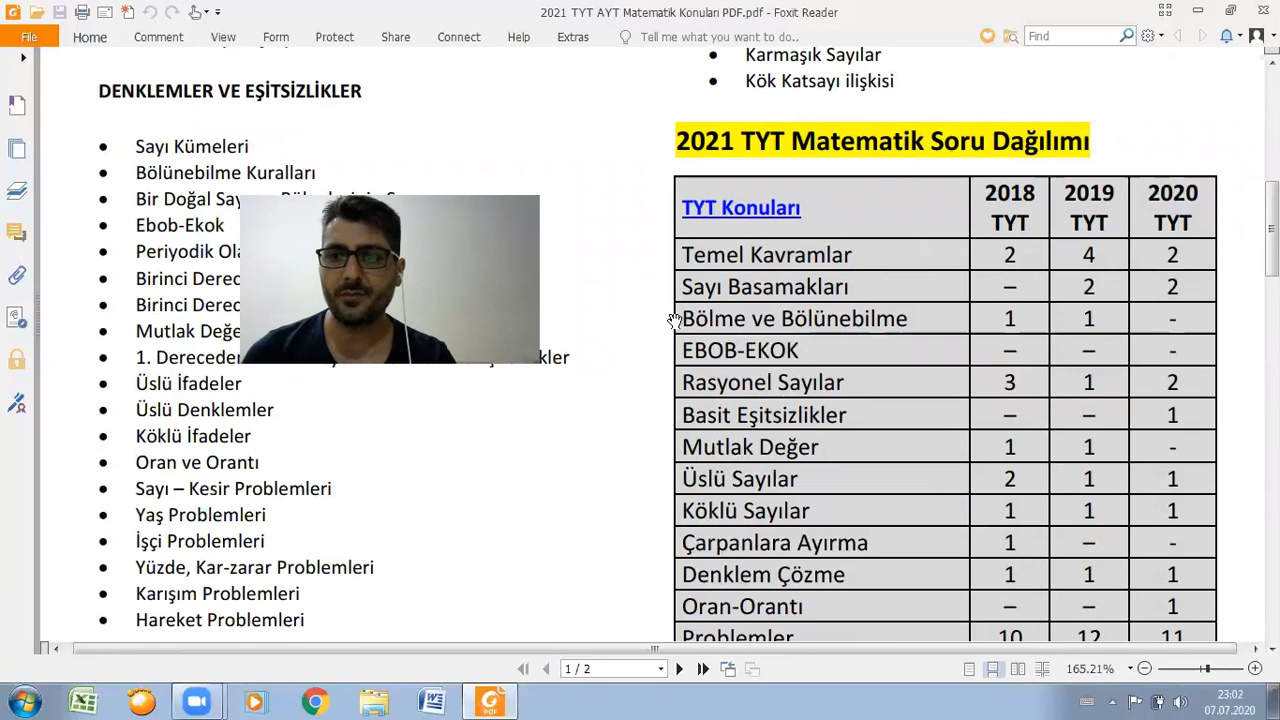 2021 TYT AYT Matematik Konuları PDF.pdf - Foxit Reader
File Home Comment View Form Protect Share Connect Help Extras Tell me what you want to do.. Find
DENKLEMLER VE EŞİTSİZLİKLER
• Sayı Kümeleri
• Bölünebilme Kuralları
• Bir Doğal
• Ebob-Ekok
• Periyodik
• Birinci
• Birinci
• Mutlak
• 1.
• Üslü İfadeler
• Üslü Denklemler
• Köklü İfadeler
• Oran ve Orantı
• Sayı – Kesir Problemleri
• Yaş Problemleri
• İşçi Problemleri
• Yüzde, Kar-zarar Problemleri
• Karışım Problemleri
• Hareket Problemleri
• Karmaşık Sayılar
• Kök Katsayı ilişkisi
2021 TYT Matematik Soru Dağılımı
TYT Konuları 2018 TYT 2019 TYT 2020 TYT
Temel Kavramlar 2 4 2
Sayı Basamakları – 2 2
Bölme ve Bölünebilme 1 1 -
EBOB-EKOK – – -
Rasyonel Sayılar 3 1 2
Basit Eşitsizlikler – – 1
Mutlak Değer 1 1 -
Üslü Sayılar 2 1 1
Köklü Sayılar 1 1 1
Çarpanlara Ayırma 1 – -
Denklem Çözme 1 1 1
Oran-Orantı – – 1
Problemler 10 12 11
1 / 2
165.21%
23:02
07.07.2020